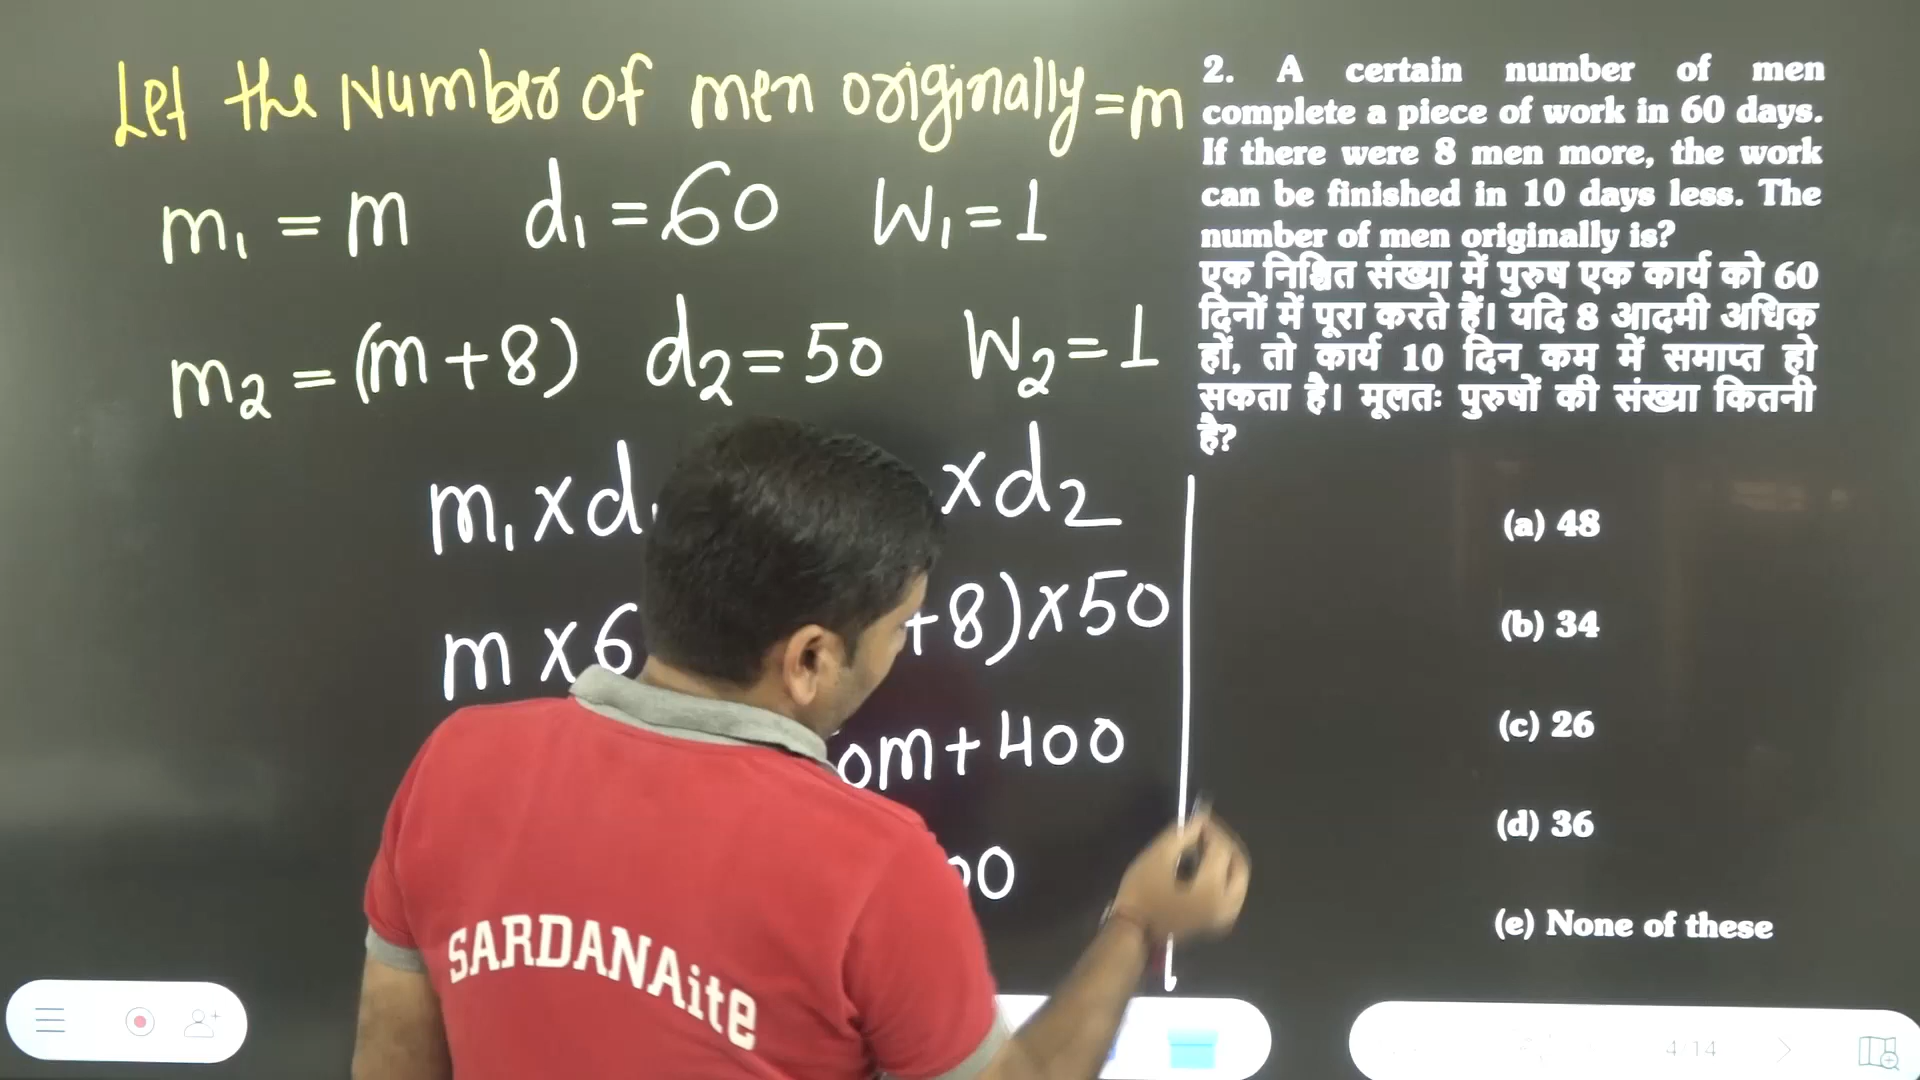 Let the Number of men originally = m
m₁ = m d₁ = 60 W₁ = 1
m₂ = (m + 8) d₂ = 50 W₂ = 1
m₁ × d × d₂
m × 6 + 8) × 50
0m + 400
00
2. A certain number of men
complete a piece of work in 60 days.
If there were 8 men more, the work
can be finished in 10 days less. The
number of men originally is?
एक निश्चित संख्या में पुरुष एक कार्य को 60
दिनों में पूरा करते हैं। यदि 8 आदमी अधिक
हों, तो कार्य 10 दिन कम में समाप्त हो
सकता है। मूलतः पुरुषों की संख्या कितनी
है?
(a) 48
(b) 34
(c) 26
(d) 36
(e) None of these
SARDANAite
4/14